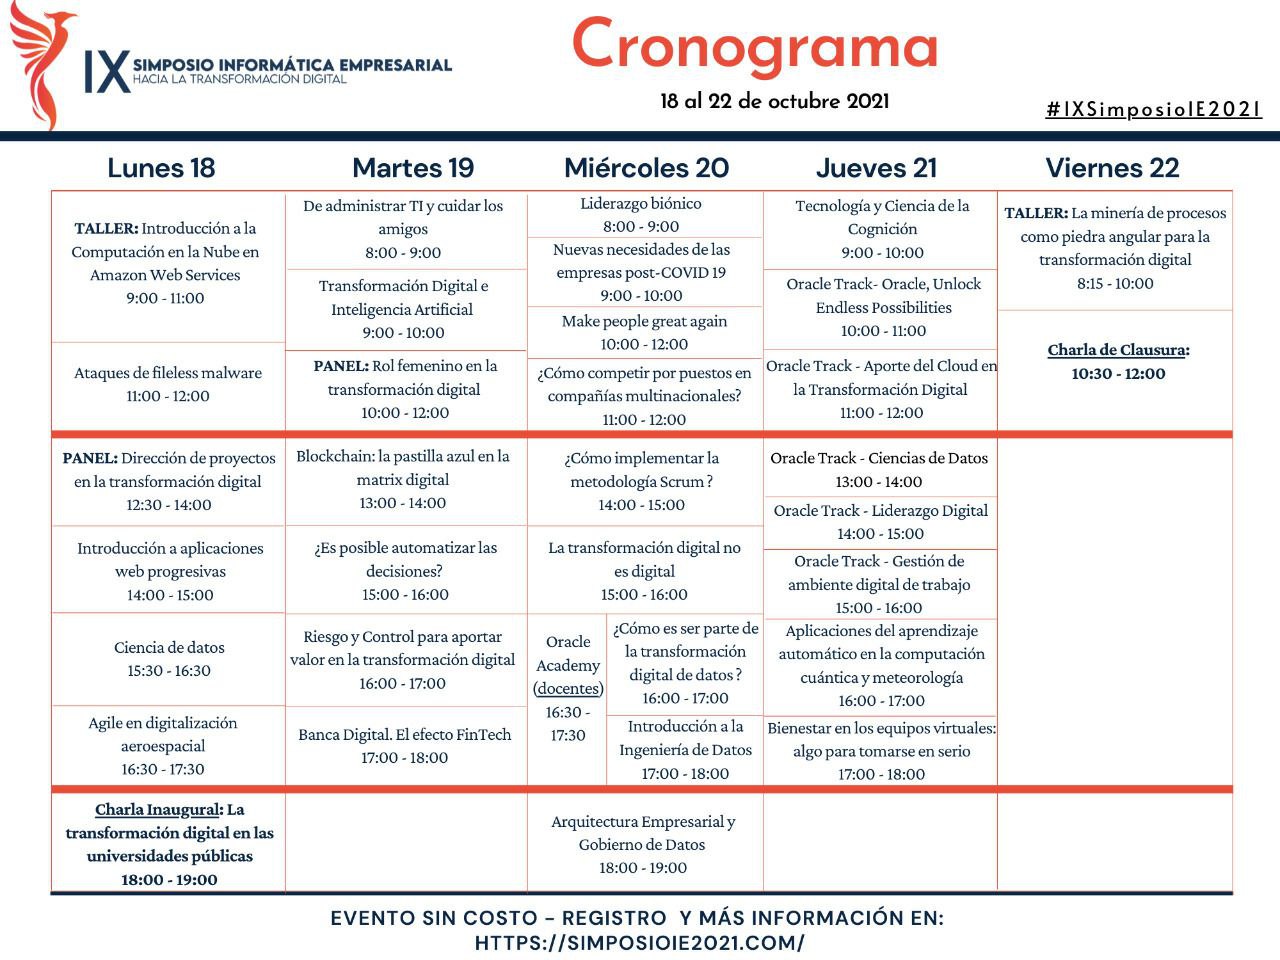 IX SIMPOSIO INFORMÁTICA EMPRESARIAL
HACIA LA TRANSFORMACIÓN DIGITAL
Cronograma
18 al 22 de octubre 2021
#IXSimposioIE2021
Lunes 18
TALLER: Introducción a la
Computación en la Nube en
Amazon Web Services
9:00 - 11:00
Ataques de fileless malware
11:00 - 12:00
PANEL: Dirección de proyectos
en la transformación digital
12:30 - 14:00
Introducción a aplicaciones
web progresivas
14:00 - 15:00
Ciencia de datos
15:30 - 16:30
Agile en digitalización
aeroespacial
16:30 - 17:30
Charla Inaugural: La
transformación digital en las
universidades públicas
18:00 - 19:00
Martes 19
De administrar TI y cuidar los
amigos
8:00 - 9:00
Transformación Digital e
Inteligencia Artificial
9:00 - 10:00
PANEL: Rol femenino en la
transformación digital
10:00 - 12:00
Blockchain: la pastilla azul en la
matrix digital
13:00 - 14:00
¿Es posible automatizar las
decisiones?
15:00 - 16:00
Riesgo y Control para aportar
valor en la transformación digital
16:00 - 17:00
Banca Digital. El efecto FinTech
17:00 - 18:00
Miércoles 20
Liderazgo biónico
8:00 - 9:00
Nuevas necesidades de las
empresas post-COVID 19
9:00 - 10:00
Make people great again
10:00 - 12:00
¿Cómo competir por puestos en
compañías multinacionales?
11:00 - 12:00
¿Cómo implementar la
metodología Scrum ?
14:00 - 15:00
La transformación digital no
es digital
15:00 - 16:00
Oracle
Academy
(docentes)
16:30 -
17:30
¿Cómo es ser parte de
la transformación
digital de datos ?
16:00 - 17:00
Introducción a la
Ingeniería de Datos
17:00 - 18:00
Arquitectura Empresarial y
Gobierno de Datos
18:00 - 19:00
Jueves 21
Tecnología y Ciencia de la
Cognición
9:00 - 10:00
Oracle Track- Oracle, Unlock
Endless Possibilities
10:00 - 11:00
Oracle Track - Aporte del Cloud en
la Transformación Digital
11:00 - 12:00
Oracle Track - Ciencias de Datos
13:00 - 14:00
Oracle Track - Liderazgo Digital
14:00 - 15:00
Oracle Track - Gestión de
ambiente digital de trabajo
15:00 - 16:00
Aplicaciones del aprendizaje
automático en la computación
cuántica y meteorología
16:00 - 17:00
Bienestar en los equipos virtuales:
algo para tomarse en serio
17:00 - 18:00
Viernes 22
TALLER: La minería de procesos
como piedra angular para la
transformación digital
8:15 - 10:00
Charla de Clausura:
10:30 - 12:00
EVENTO SIN COSTO - REGISTRO Y MÁS INFORMACIÓN EN:
HTTPS://SIMPOSIOIE2021.COM/